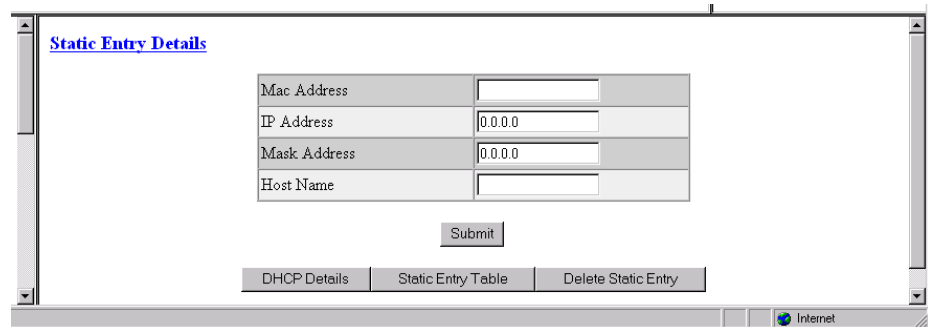 Static Entry Details
Mac Address
IP Address 0.0.0.0
Mask Address 0.0.0.0
Host Name
Submit
DHCP Details Static Entry Table Delete Static Entry
Internet